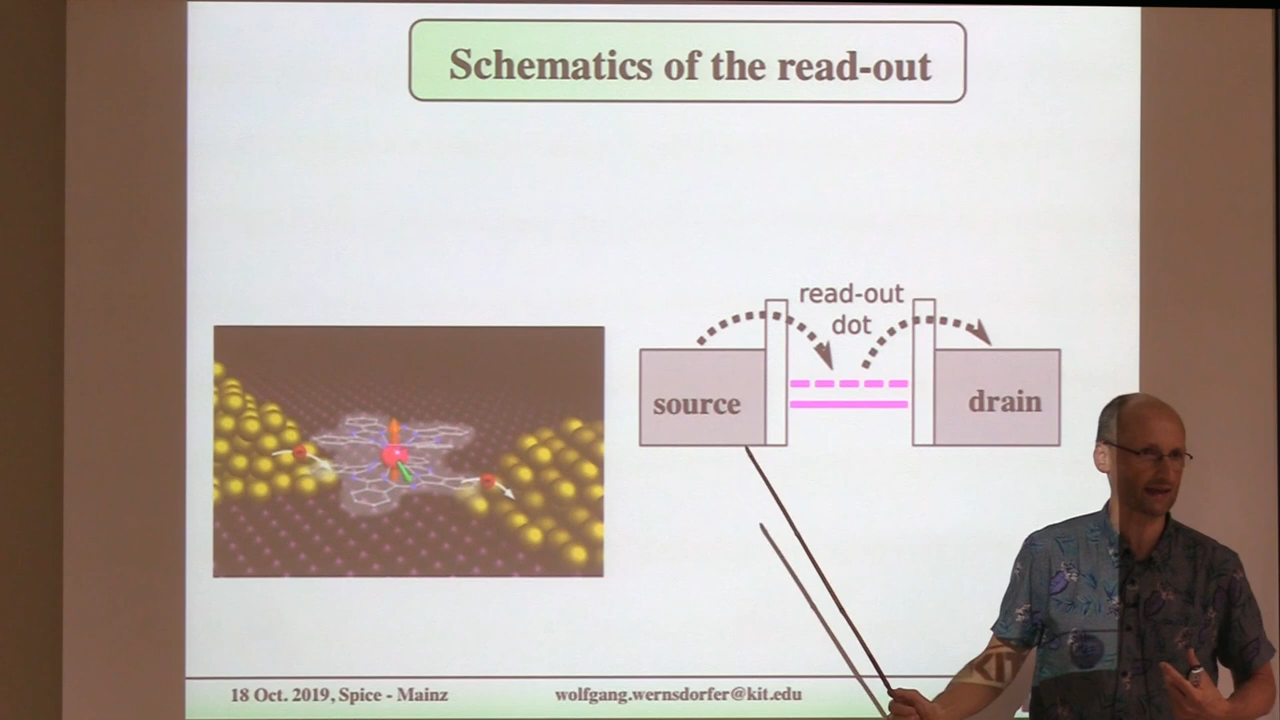 Schematics of the read-out
read-out
dot
source
drain
18 Oct. 2019, Spice - Mainz
wolfgang.wernsdorfer@kit.edu
KIT